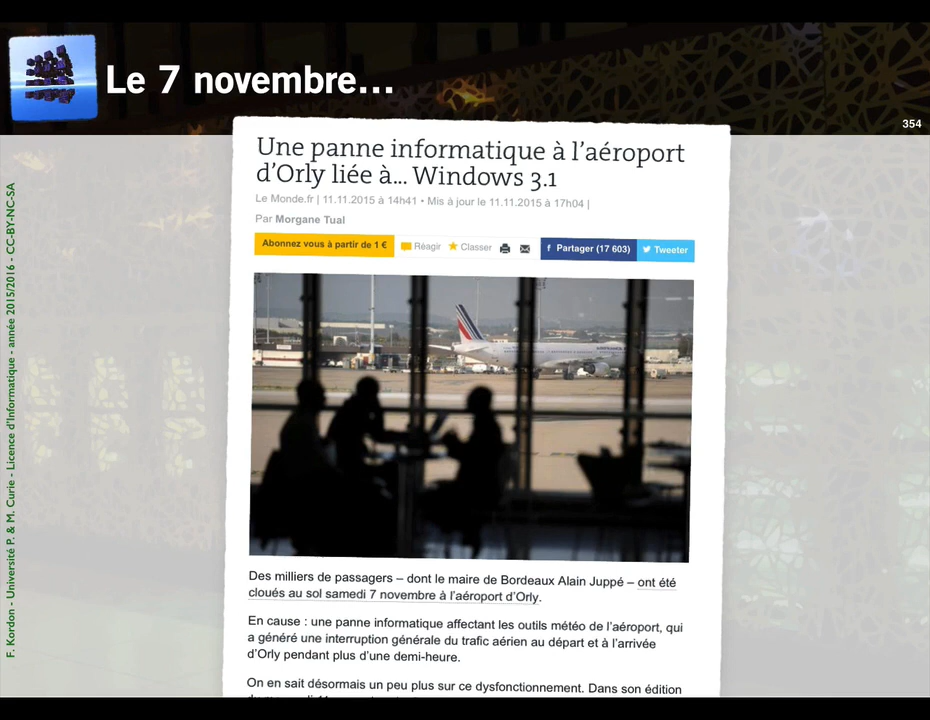 Le 7 novembre...
354
Une panne informatique à l'aéroport
d'Orly liée à... Windows 3.1
Le Monde.fr | 11.11.2015 à 14h41 • Mis à jour le 11.11.2015 à 17h04 |
Par Morgane Tual
Abonnez vous à partir de 1 € Réagir Classer Partager (17 603) Tweeter
Des milliers de passagers – dont le maire de Bordeaux Alain Juppé – ont été
cloués au sol samedi 7 novembre à l'aéroport d'Orly.
En cause : une panne informatique affectant les outils météo de l'aéroport, qui
a généré une interruption générale du trafic aérien au départ et à l'arrivée
d'Orly pendant plus d'une demi-heure.
On en sait désormais un peu plus sur ce dysfonctionnement. Dans son édition
F. Kordon - Université P. & M. Curie - Licence d'Informatique - année 2015/2016 - CC-BY-NC-SA